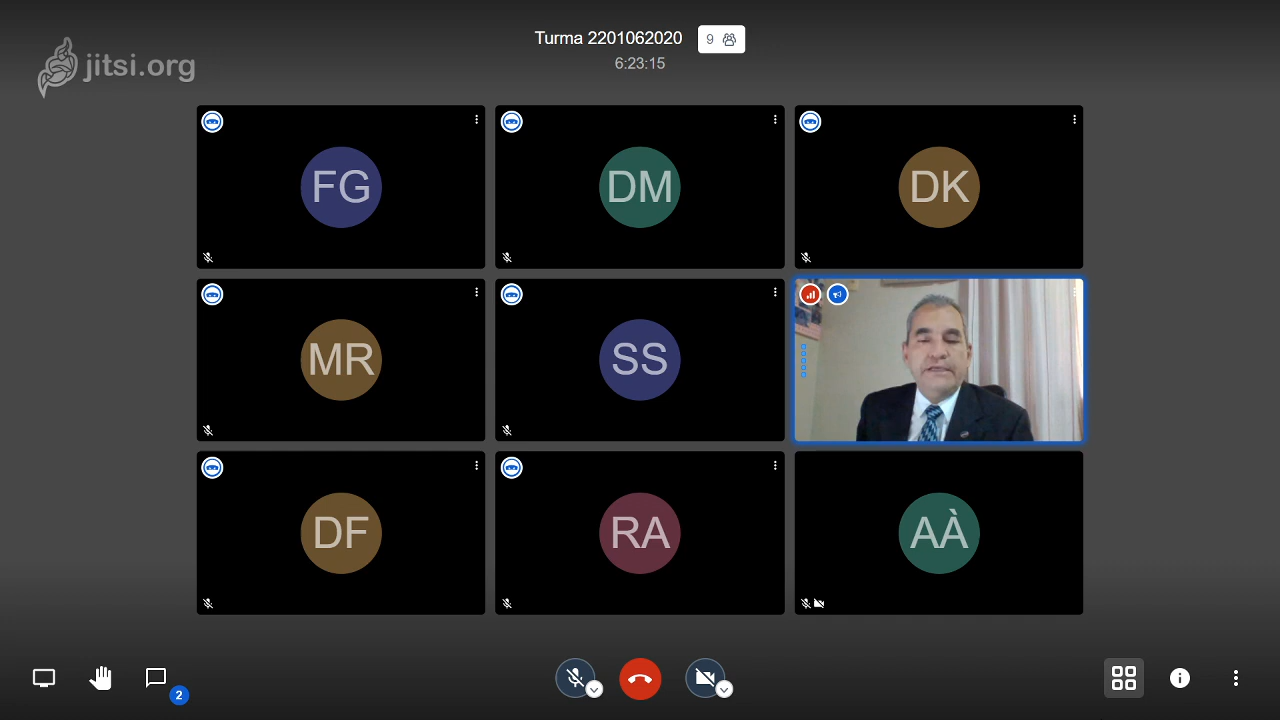 jitsi.org
Turma 2201062020 9
6:23:15
FG
DM
DK
MR
SS
DF
RA
AÀ
2